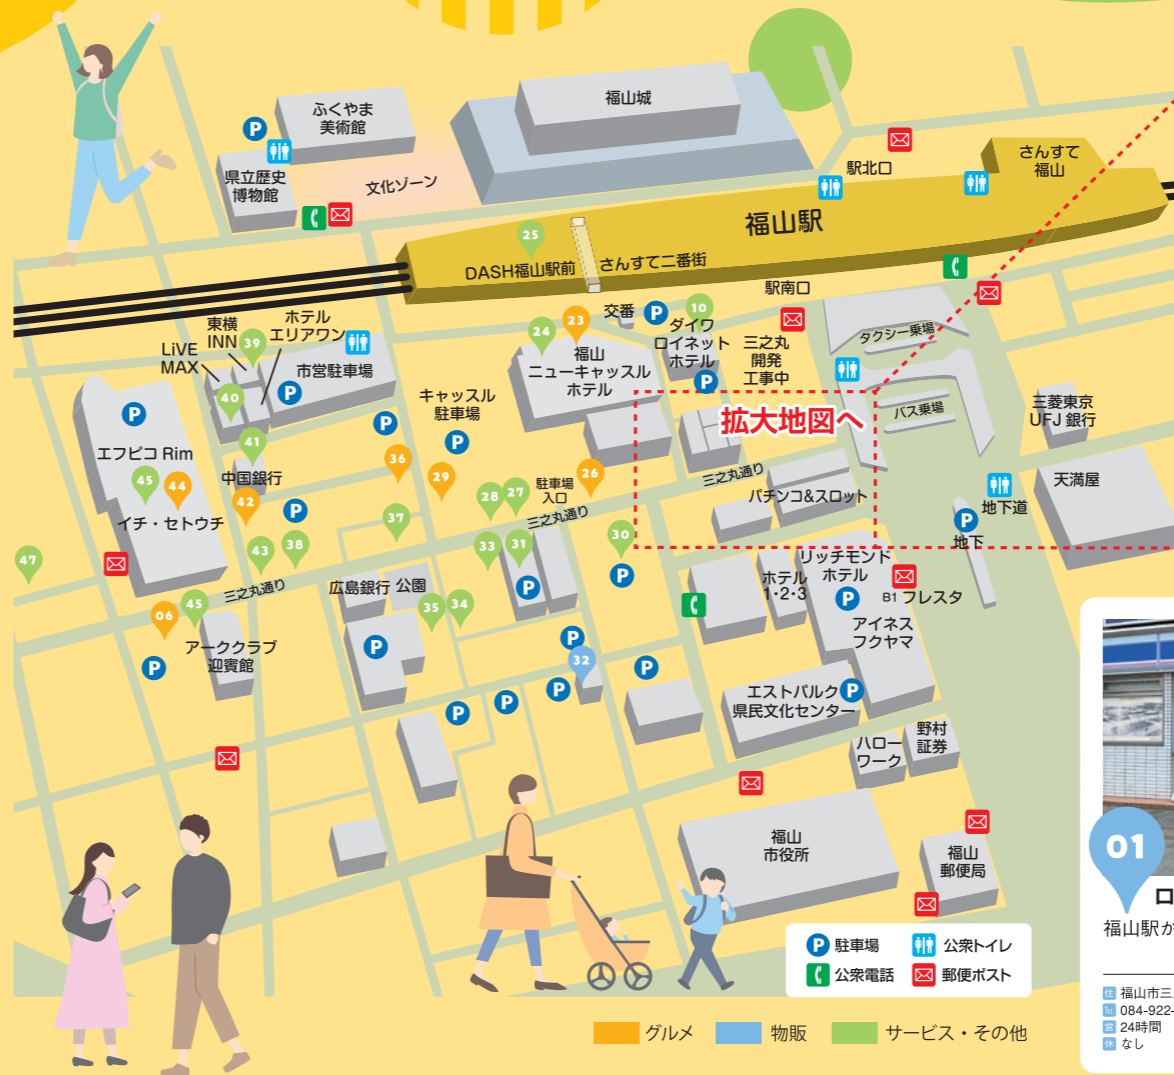 ふくやま
美術館
福山城
P
県立歴史
博物館
文化ゾーン
駅北口
さんすて
福山
福山駅
25
DASH福山駅前
さんすて二番街
駅南口
東横
INN
ホテル
エリアワン
LiVE
MAX
39
40
市営駐車場
P
24
23
交番
P
10
ダイワ
ロイネット
ホテル
P
三之丸
開発
工事中
タクシー乗場
福山
ニューキャッスル
ホテル
キャッスル
駐車場
P
P
拡大地図へ
バス乗場
三菱東京
UFJ 銀行
P
エフピコ Rim
45
44
イチ・セトウチ
41
中国銀行
42
P
36
29
28
27
駐車場
入口
26
三之丸通り
三之丸通り
パチンコ&スロット
天満屋
地下道
P
地下
47
43
38
37
33
31
P
30
P
三之丸通り
広島銀行
公園
35
34
ホテル
1・2・3
リッチモンド
ホテル
P
B1 フレスタ
アイネス
フクヤマ
06
45
アーククラブ
迎賓館
P
P
P
32
P
P
P
P
エストパルク
県民文化センター
P
ハロー
ワーク
野村
証券
福山
市役所
福山
郵便局
P 駐車場
公衆トイレ
公衆電話
郵便ポスト
グルメ
物販
サービス・その他
01
ロ
福山駅か
住 福山市三
TEL 084-922-
営 24時間
休 なし